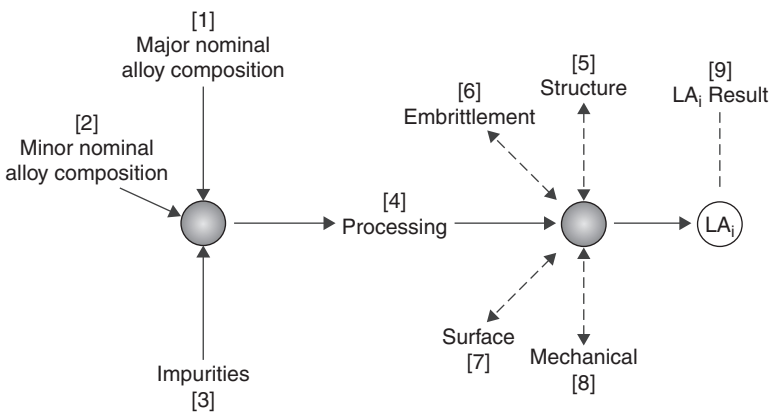 [1]
Major nominal
alloy composition
[2]
Minor nominal
alloy composition
Impurities
[3]
[4]
Processing
[5]
Structure
[6]
Embrittlement
Surface
[7]
Mechanical
[8]
[9]
LAi Result
LAi